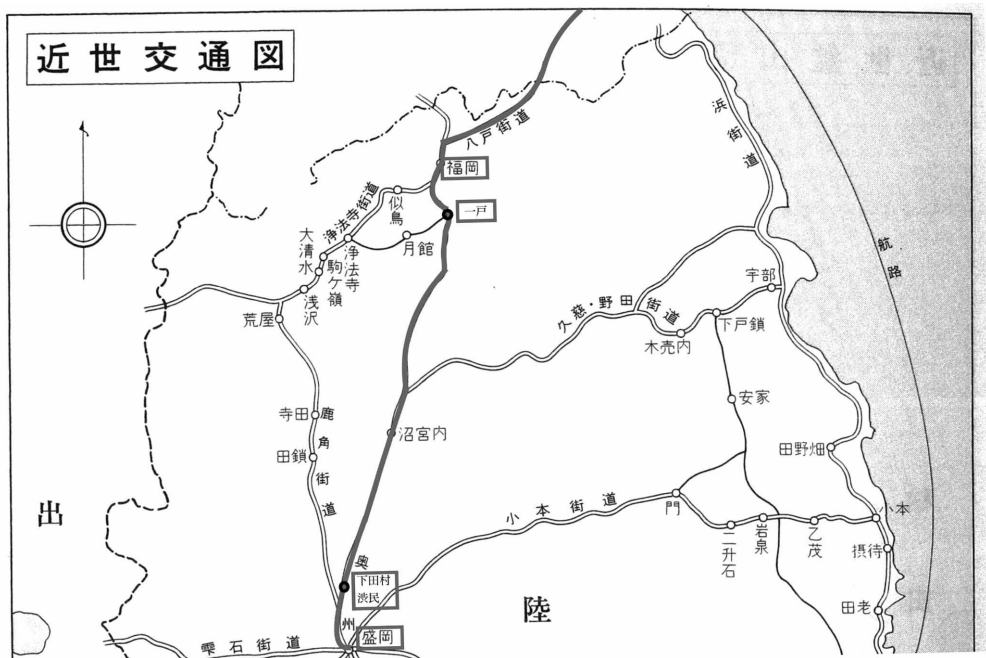 近世交通図
浜街道
八戸街道
福岡
浄法寺街道
似鳥
一戸
月館
浄法寺
大清水
駒ケ嶺
浅沢
荒屋
航路
宇部
久慈・野田街道
下戸鎖
木売内
安家
寺田
鹿角街道
田鎖
沼宮内
田野畑
出
小本街道
門
小本
二升石
岩泉
乙茂
摂待
奥州
下田村
渋民
陸
田老
盛岡
雫石街道